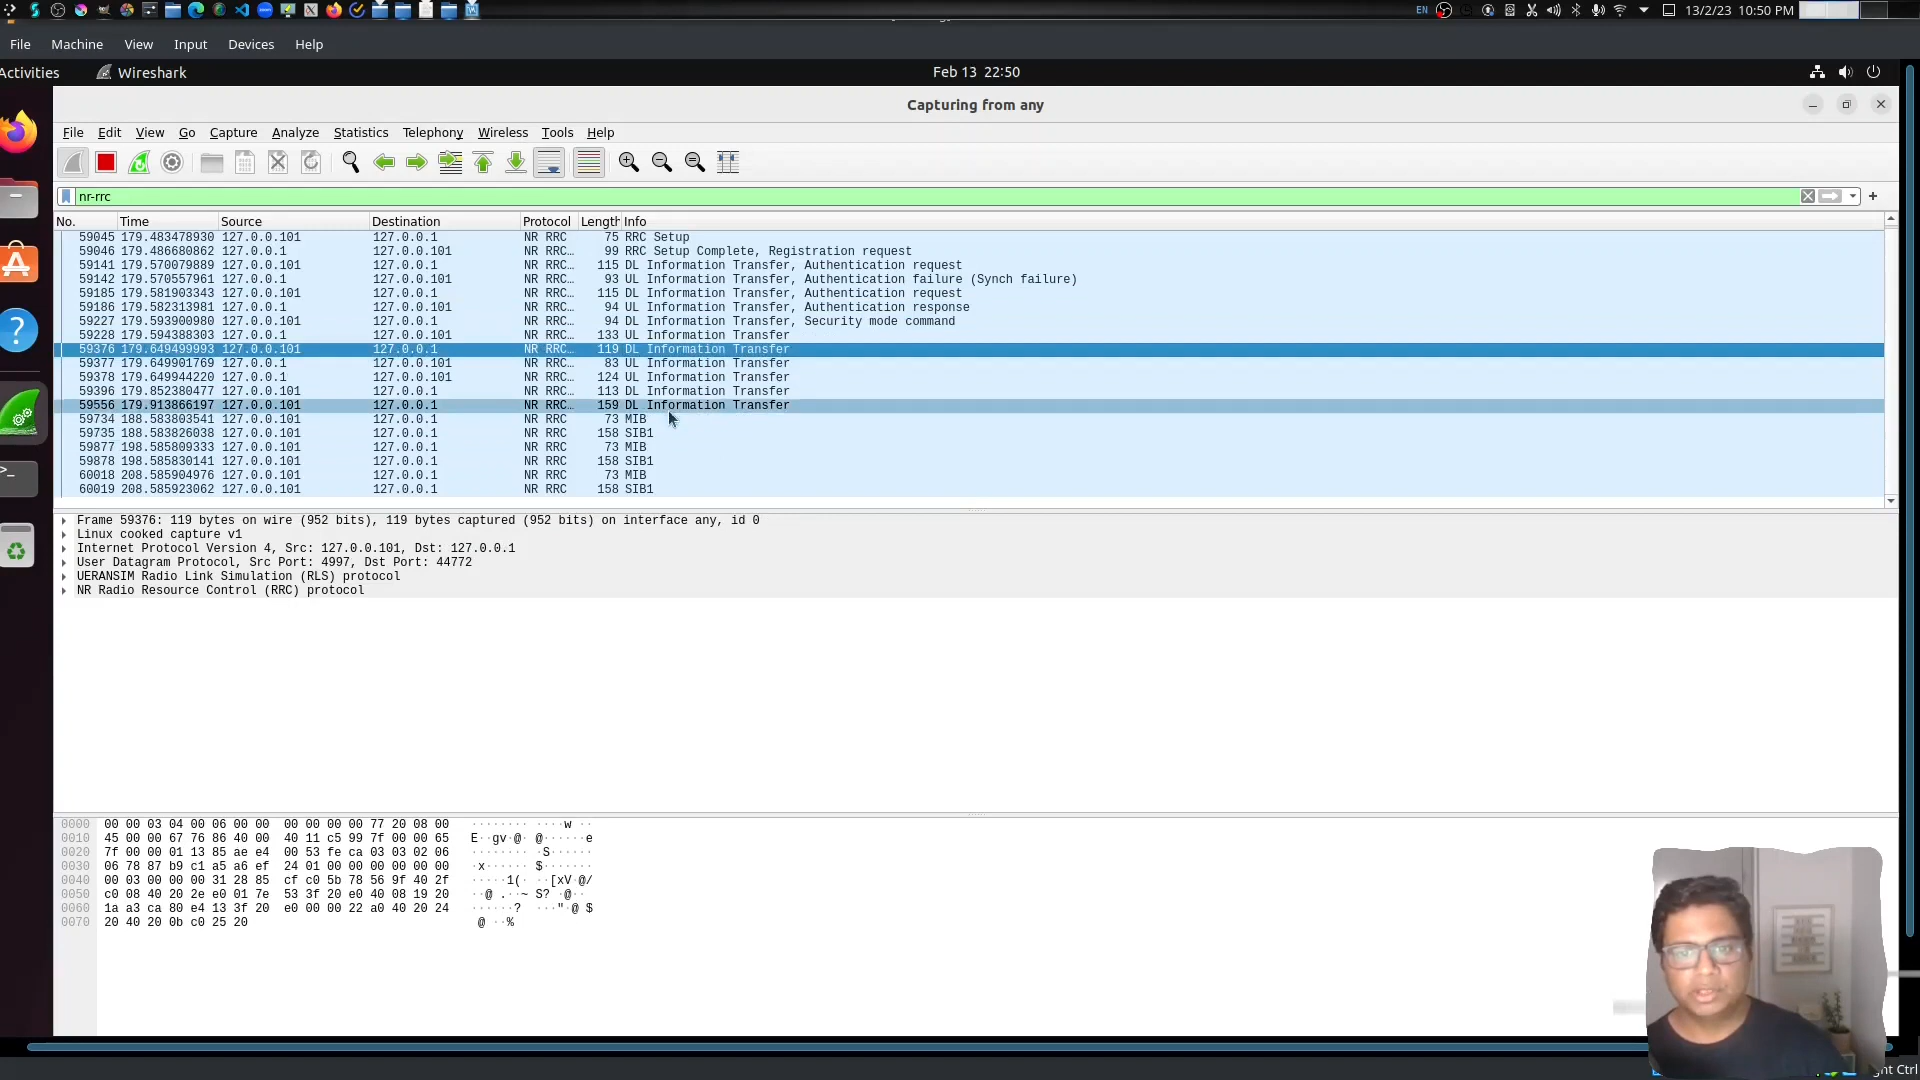 EN 13/2/23 10:50 PM
File Machine View Input Devices Help
Activities Wireshark Feb 13 22:50
Capturing from any
File Edit View Go Capture Analyze Statistics Telephony Wireless Tools Help
nr-rrc
No. Time Source Destination Protocol Length Info
59045 179.483478930 127.0.0.101 127.0.0.1 NR RRC 75 RRC Setup
59046 179.486680862 127.0.0.1 127.0.0.101 NR RRC… 99 RRC Setup Complete, Registration request
59141 179.570079889 127.0.0.101 127.0.0.1 NR RRC… 115 DL Information Transfer, Authentication request
59142 179.570557961 127.0.0.1 127.0.0.101 NR RRC… 93 UL Information Transfer, Authentication failure (Synch failure)
59185 179.581903343 127.0.0.101 127.0.0.1 NR RRC… 115 DL Information Transfer, Authentication request
59186 179.582313981 127.0.0.1 127.0.0.101 NR RRC… 94 UL Information Transfer, Authentication response
59227 179.593900980 127.0.0.101 127.0.0.1 NR RRC… 94 DL Information Transfer, Security mode command
59228 179.594388303 127.0.0.1 127.0.0.101 NR RRC… 133 UL Information Transfer
59376 179.649499993 127.0.0.101 127.0.0.1 NR RRC… 119 DL Information Transfer
59377 179.649901769 127.0.0.1 127.0.0.101 NR RRC… 83 UL Information Transfer
59378 179.649944220 127.0.0.1 127.0.0.101 NR RRC… 124 UL Information Transfer
59396 179.852380477 127.0.0.101 127.0.0.1 NR RRC… 113 DL Information Transfer
59556 179.913866197 127.0.0.101 127.0.0.1 NR RRC… 159 DL Information Transfer
59734 188.583803541 127.0.0.101 127.0.0.1 NR RRC 73 MIB
59735 188.583826038 127.0.0.101 127.0.0.1 NR RRC 158 SIB1
59877 198.585809333 127.0.0.101 127.0.0.1 NR RRC 73 MIB
59878 198.585830141 127.0.0.101 127.0.0.1 NR RRC 158 SIB1
60018 208.585904976 127.0.0.101 127.0.0.1 NR RRC 73 MIB
60019 208.585923062 127.0.0.101 127.0.0.1 NR RRC 158 SIB1
Frame 59376: 119 bytes on wire (952 bits), 119 bytes captured (952 bits) on interface any, id 0
Linux cooked capture v1
Internet Protocol Version 4, Src: 127.0.0.101, Dst: 127.0.0.1
User Datagram Protocol, Src Port: 4997, Dst Port: 44772
UERANSIM Radio Link Simulation (RLS) protocol
NR Radio Resource Control (RRC) protocol
0000 00 00 03 04 00 06 00 00 00 00 00 00 77 20 08 00 ········ ····w ··
0010 45 00 00 67 76 86 40 00 40 11 c5 99 7f 00 00 65 E··gv·@· @······e
0020 7f 00 00 01 13 85 ae e4 00 53 fe ca 03 03 02 06 ········ ·S······
0030 06 78 87 b9 c1 a5 a6 ef 24 01 00 00 00 00 00 00 ·x······ $·······
0040 00 03 00 00 00 31 28 85 cf c0 5b 78 56 9f 40 2f ·····1(· ··[xV·@/
0050 c0 08 40 20 2e e0 01 7e 53 3f 20 e0 40 08 19 20 ··@ .··~ S? ·@··
0060 1a a3 ca 80 e4 13 3f 20 e0 00 00 22 a0 40 20 24 ······? ···"·@ $
0070 20 40 20 0b c0 25 20 @ ··%
ht Ctrl